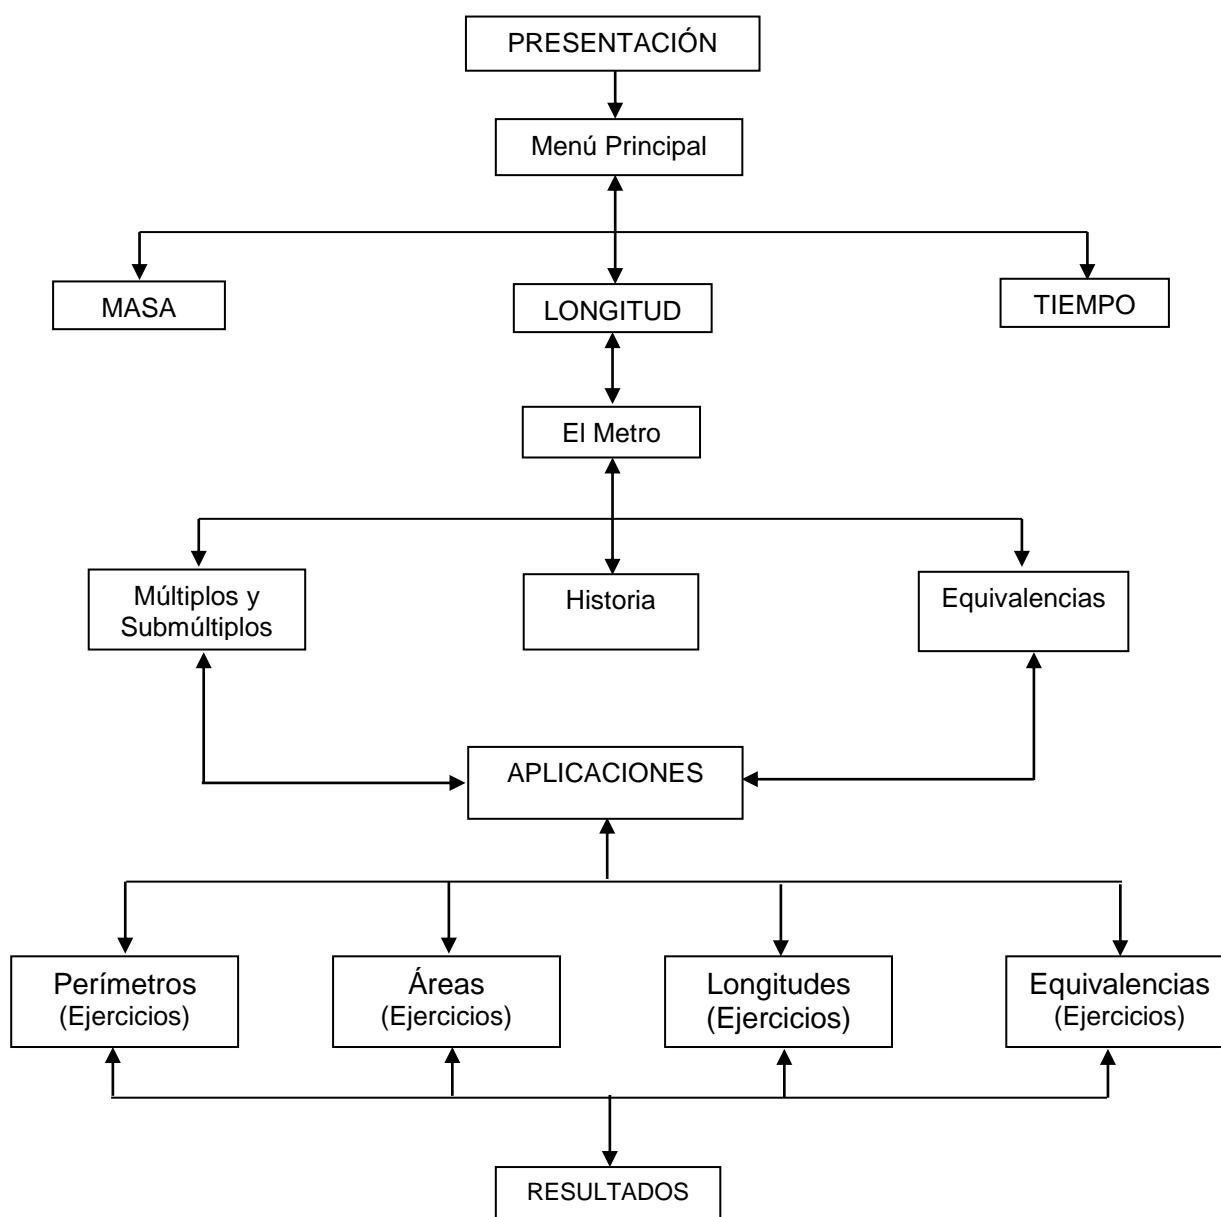 PRESENTACIÓN
Menú Principal
MASA
LONGITUD
TIEMPO
El Metro
Múltiplos y
Submúltiplos
Historia
Equivalencias
APLICACIONES
Perímetros
(Ejercicios)
Áreas
(Ejercicios)
Longitudes
(Ejercicios)
Equivalencias
(Ejercicios)
RESULTADOS